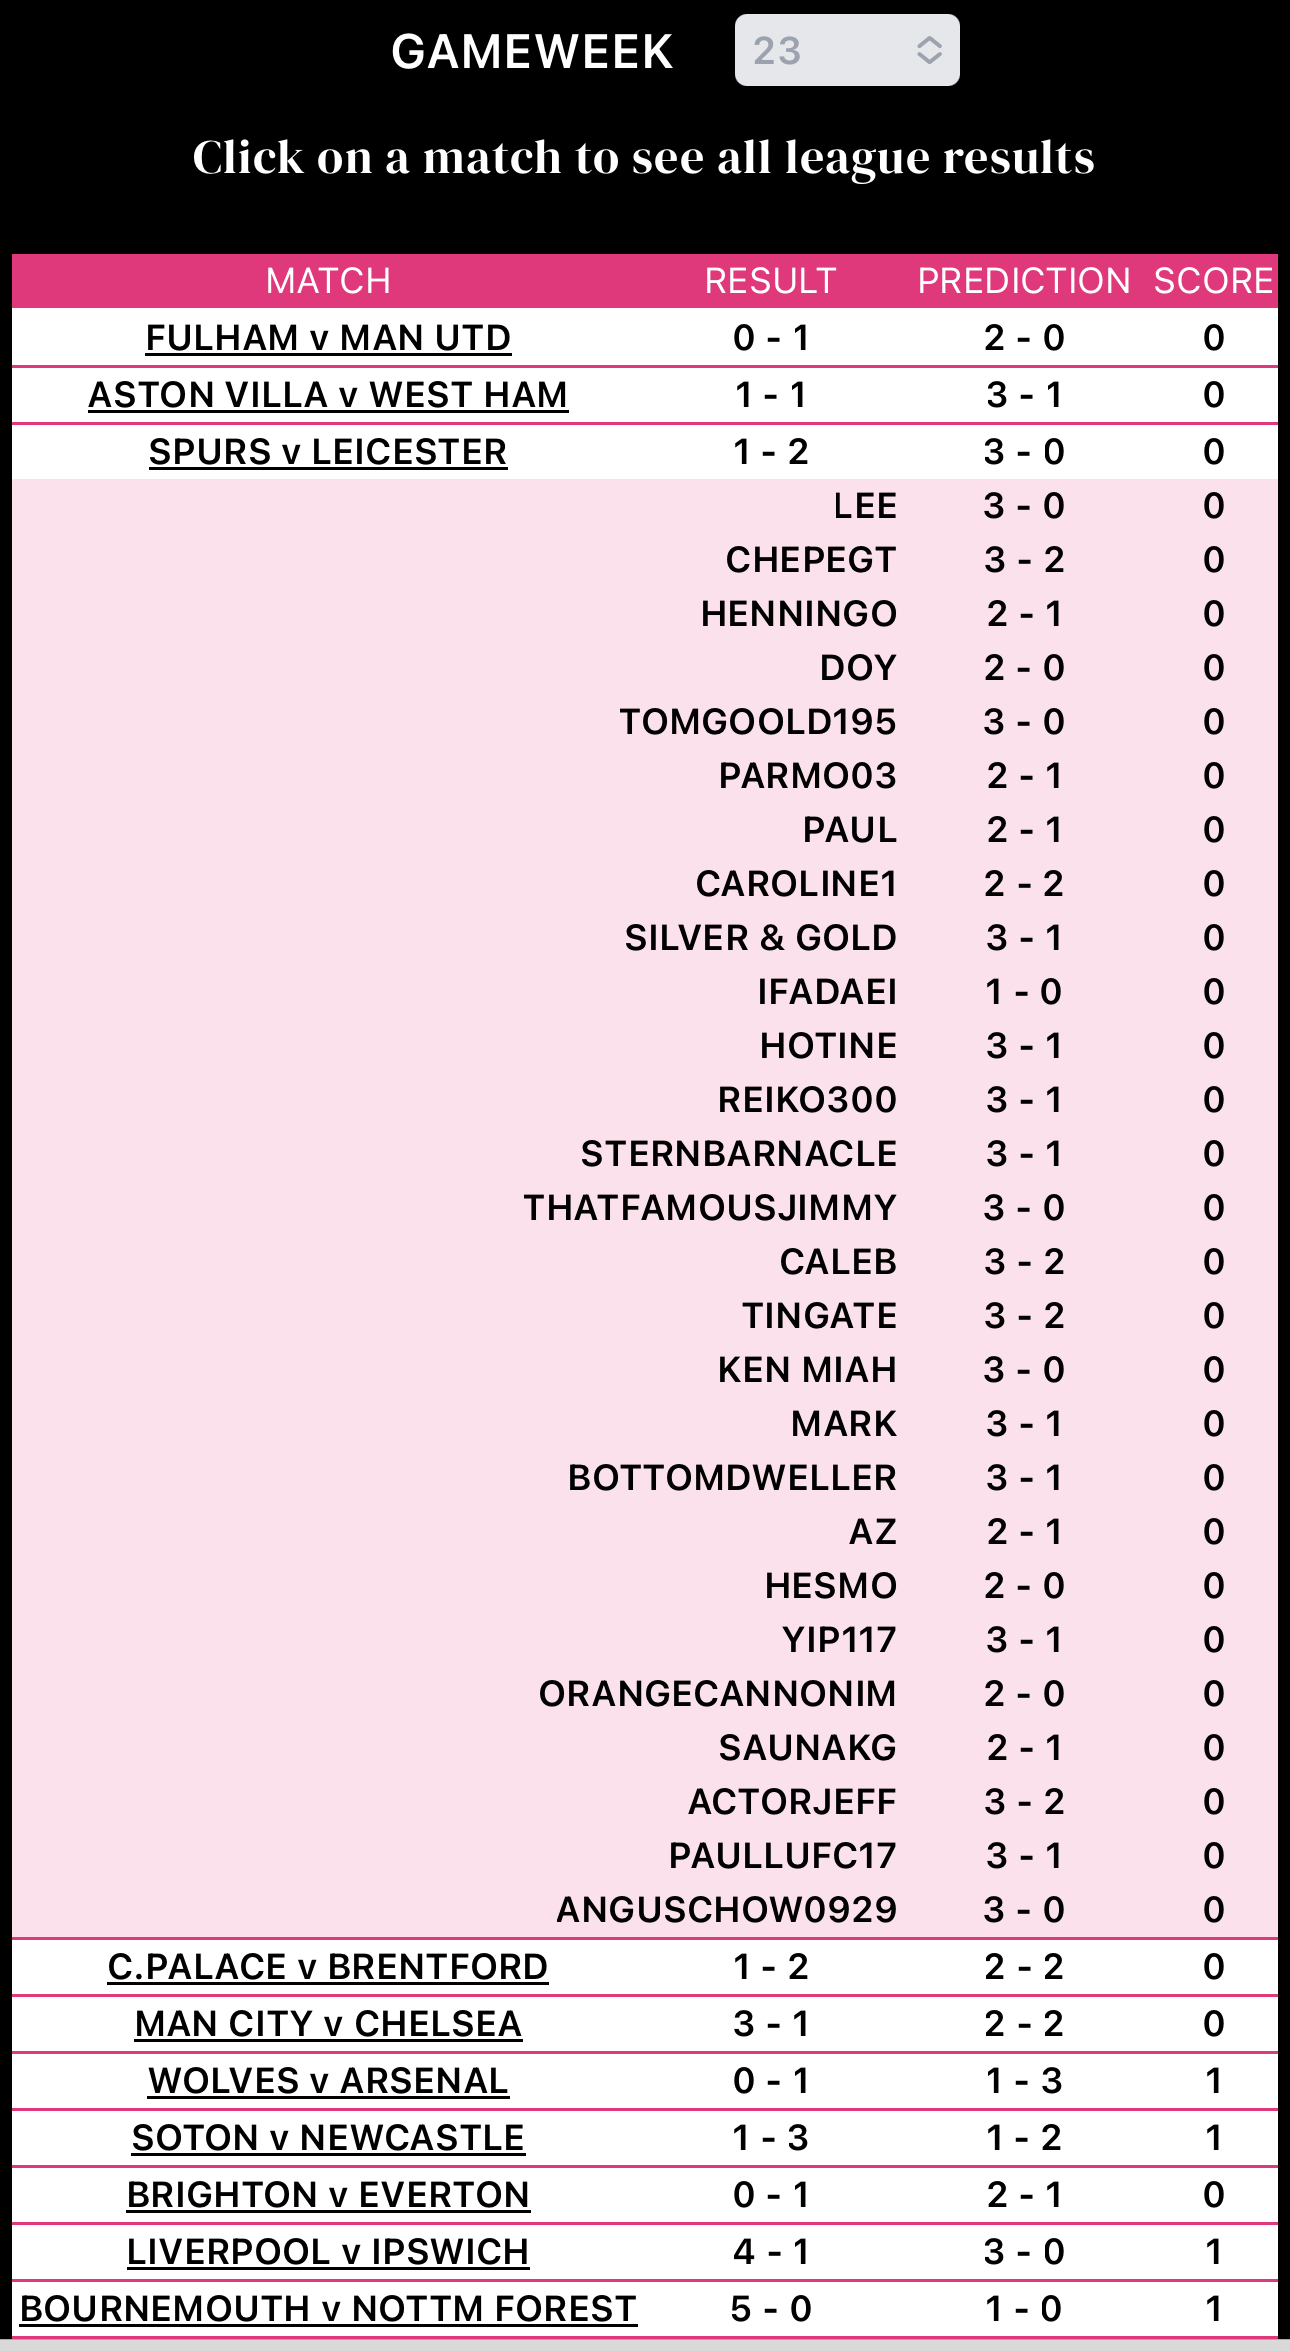 GAMEWEEK 23
Click on a match to see all league results
MATCH RESULT PREDICTION SCORE
FULHAM v MAN UTD 0 - 1 2 - 0 0
ASTON VILLA v WEST HAM 1 - 1 3 - 1 0
SPURS v LEICESTER 1 - 2 3 - 0 0
LEE 3 - 0 0
CHEPEGT 3 - 2 0
HENNINGO 2 - 1 0
DOY 2 - 0 0
TOMGOOLD195 3 - 0 0
PARMO03 2 - 1 0
PAUL 2 - 1 0
CAROLINE1 2 - 2 0
SILVER & GOLD 3 - 1 0
IFADAEI 1 - 0 0
HOTINE 3 - 1 0
REIKO300 3 - 1 0
STERNBARNACLE 3 - 1 0
THATFAMOUSJIMMY 3 - 0 0
CALEB 3 - 2 0
TINGATE 3 - 2 0
KEN MIAH 3 - 0 0
MARK 3 - 1 0
BOTTOMDWELLER 3 - 1 0
AZ 2 - 1 0
HESMO 2 - 0 0
YIP117 3 - 1 0
ORANGECANNONIM 2 - 0 0
SAUNAKG 2 - 1 0
ACTORJEFF 3 - 2 0
PAULLUFC17 3 - 1 0
ANGUSCHOW0929 3 - 0 0
C.PALACE v BRENTFORD 1 - 2 2 - 2 0
MAN CITY v CHELSEA 3 - 1 2 - 2 0
WOLVES v ARSENAL 0 - 1 1 - 3 1
SOTON v NEWCASTLE 1 - 3 1 - 2 1
BRIGHTON v EVERTON 0 - 1 2 - 1 0
LIVERPOOL v IPSWICH 4 - 1 3 - 0 1
BOURNEMOUTH v NOTTM FOREST 5 - 0 1 - 0 1